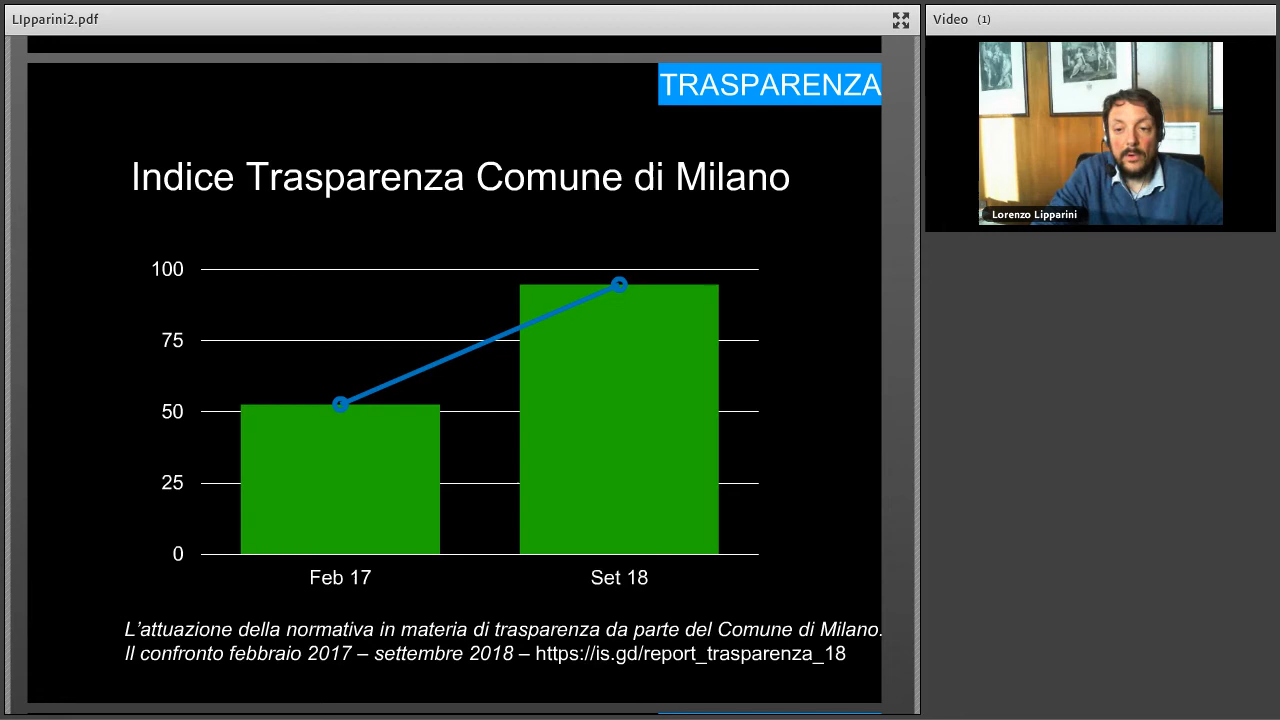 LIpparini2.pdf
Video (1)
Lorenzo Lipparini
TRASPARENZA
Indice Trasparenza Comune di Milano
100
75
50
25
0
Feb 17
Set 18
L'attuazione della normativa in materia di trasparenza da parte del Comune di Milano.
Il confronto febbraio 2017 – settembre 2018 – https://is.gd/report_trasparenza_18